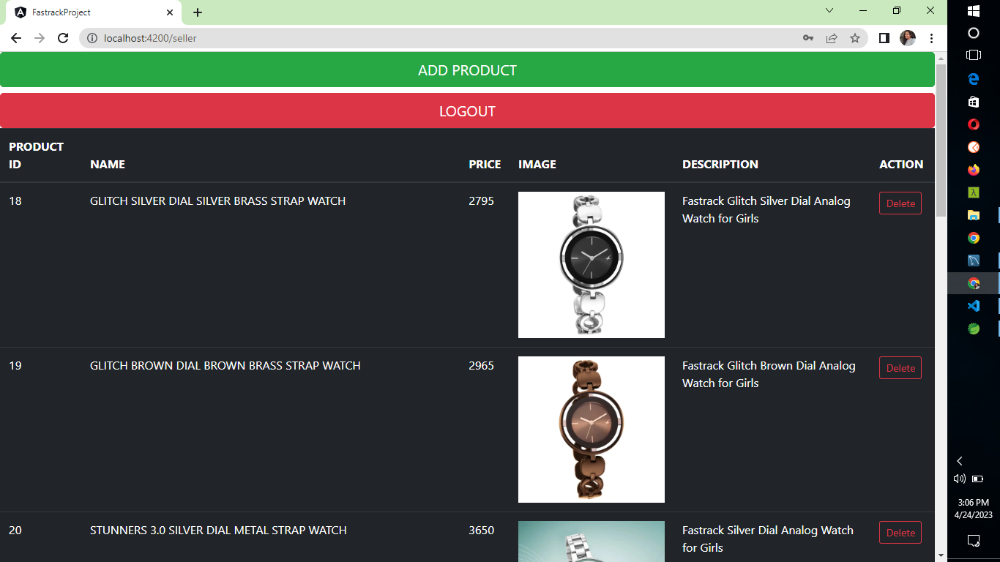 FastrackProject
localhost:4200/seller
ADD PRODUCT
LOGOUT
PRODUCT
ID NAME PRICE IMAGE DESCRIPTION ACTION
18 GLITCH SILVER DIAL SILVER BRASS STRAP WATCH 2795 Fastrack Glitch Silver Dial Analog Delete
Watch for Girls
19 GLITCH BROWN DIAL BROWN BRASS STRAP WATCH 2965 Fastrack Glitch Brown Dial Analog Delete
Watch for Girls
20 STUNNERS 3.0 SILVER DIAL METAL STRAP WATCH 3650 Fastrack Silver Dial Analog Watch Delete
for Girls
3:06 PM
4/24/2023